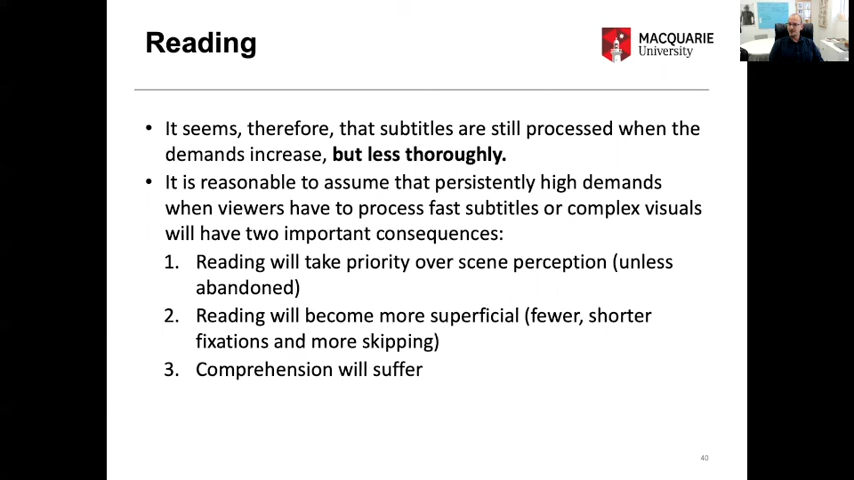 Reading
MACQUARIE
University
• It seems, therefore, that subtitles are still processed when the
demands increase, but less thoroughly.
• It is reasonable to assume that persistently high demands
when viewers have to process fast subtitles or complex visuals
will have two important consequences:
1. Reading will take priority over scene perception (unless
abandoned)
2. Reading will become more superficial (fewer, shorter
fixations and more skipping)
3. Comprehension will suffer
40